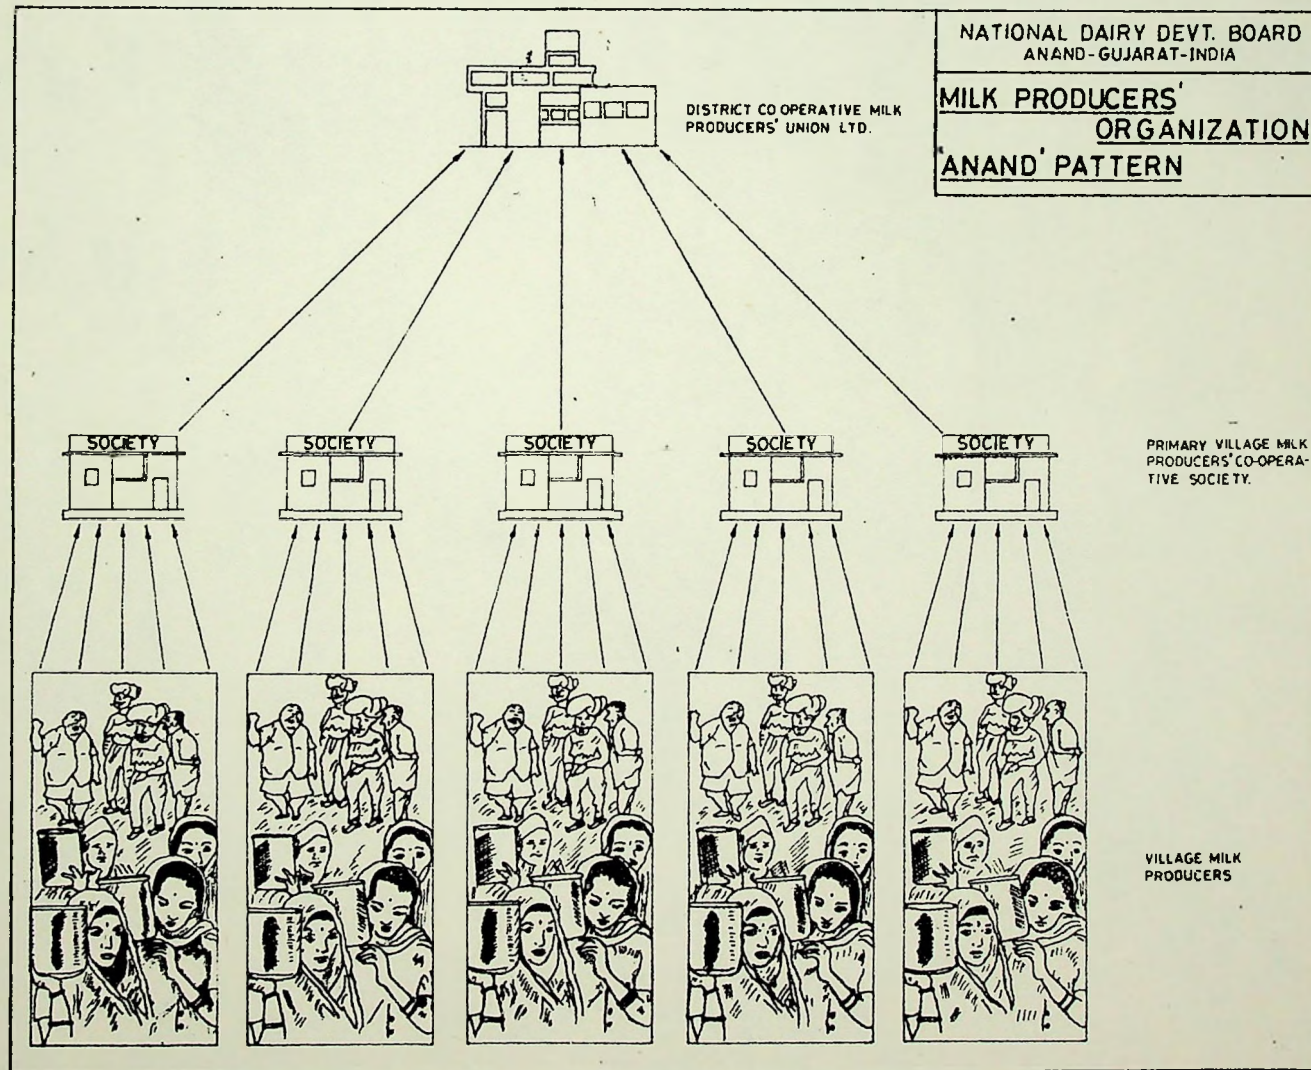 NATIONAL DAIRY DEVT. BOARD
ANAND-GUJARAT-INDIA
MILK PRODUCERS'
ORGANIZATION
'ANAND' PATTERN
DISTRICT CO OPERATIVE MILK
PRODUCERS' UNION LTD.
SOCIETY
SOCIETY
SOCIETY
SOCIETY
SOCIETY
PRIMARY VILLAGE MILK
PRODUCERS' CO-OPERA-
TIVE SOCIETY.
VILLAGE MILK
PRODUCERS